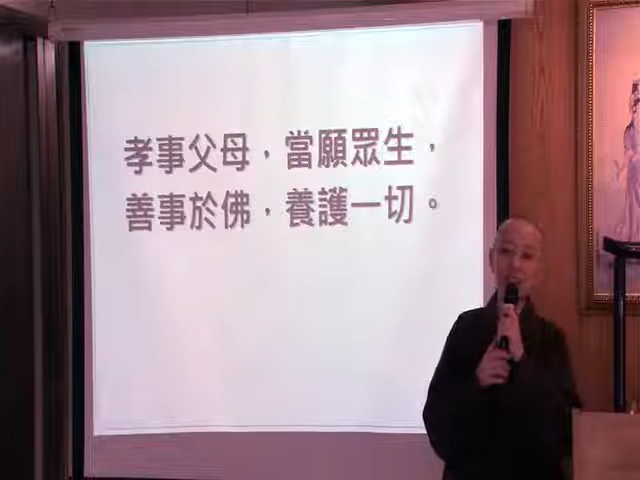 孝事父母，當願眾生，
善事於佛，養護一切。